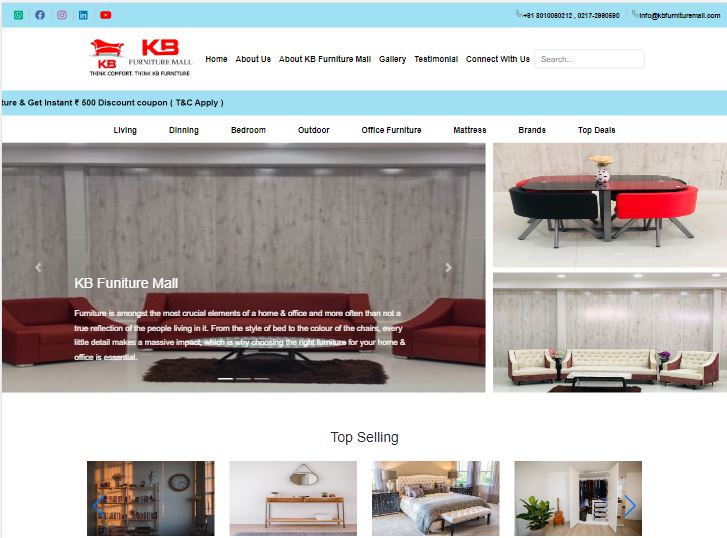 +91 3010060212 , 0217-2980680
info@kbfurnituremall.com
KB
KB
FURNITURE MALL
THINK COMFORT. THINK KB FURNITURE
Home About Us About KB Furniture Mall Gallery Testimonial Connect With Us Search...
ture & Get Instant ₹ 500 Discount coupon ( T&C Apply )
Living Dinning Bedroom Outdoor Office Furniture Mattress Brands Top Deals
KB Funiture Mall
Furniture is amongst the most crucial elements of a home & office and more often than not a
true reflection of the people living in it. From the style of bed to the colour of the chairs, every
little detail makes a massive impact, which is why choosing the right furniture for your home &
office is essential.
Top Selling